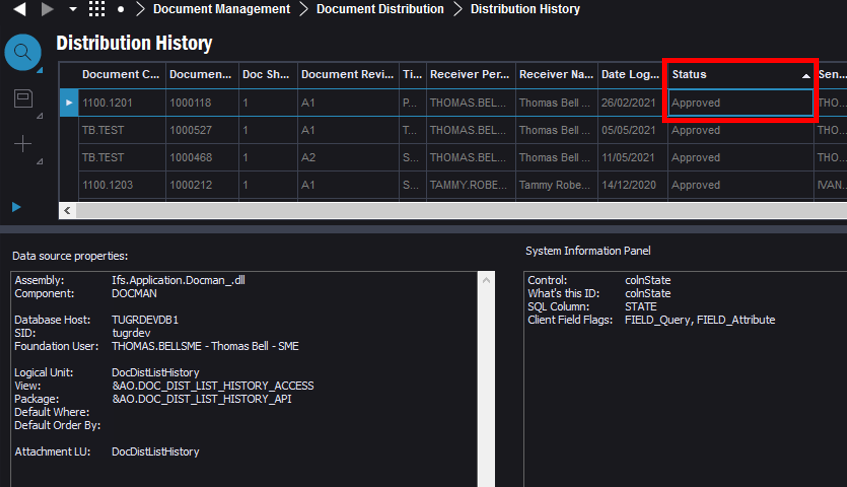 Document Management Document Distribution Distribution History
Distribution History
Document C... Documen... Doc Sh... Document Revi... Ti... Receiver Per... Receiver Na... Date Log... Status Sen...
1100.1201 1000118 1 A1 P... THOMAS.BEL... Thomas Bell ... 26/02/2021 Approved THO...
TB.TEST 1000527 1 A1 T... THOMAS.BEL... Thomas Bell ... 05/05/2021 Approved THO...
TB.TEST 1000468 1 A2 S... THOMAS.BEL... Thomas Bell ... 11/05/2021 Approved THO...
1100.1203 1000212 1 A1 S... TAMMY.ROBE... Tammy Robe... 14/12/2020 Approved IVAN...
Data source properties:
Assembly: Ifs.Application.Docman_.dll
Component: DOCMAN
Database Host: TUGRDEVDB1
SID: tugrdev
Foundation User: THOMAS.BELLSME - Thomas Bell - SME
Logical Unit: DocDistListHistory
View: &AO.DOC_DIST_LIST_HISTORY_ACCESS
Package: &AO.DOC_DIST_LIST_HISTORY_API
Default Where:
Default Order By:
Attachment LU: DocDistListHistory
System Information Panel
Control: colnState
What's this ID: colnState
SQL Column: STATE
Client Field Flags: FIELD_Query, FIELD_Attribute